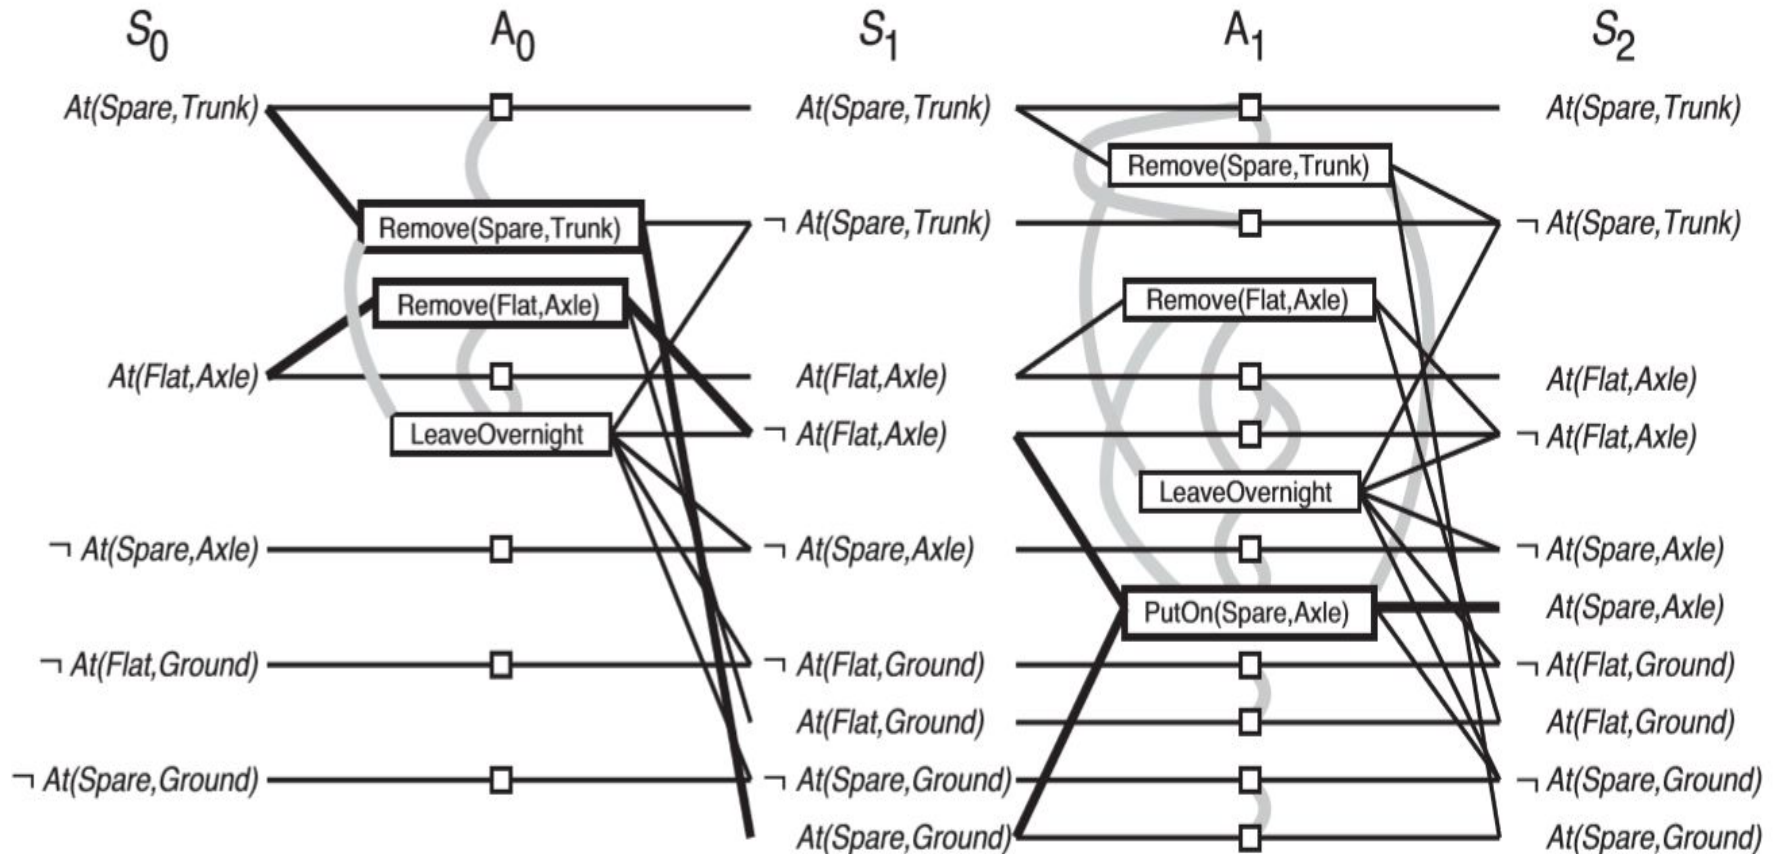 S0 A0 S1 A1 S2
At(Spare,Trunk) At(Spare,Trunk) At(Spare,Trunk)
Remove(Spare,Trunk)
Remove(Spare,Trunk) ¬ At(Spare,Trunk) ¬ At(Spare,Trunk)
Remove(Flat,Axle) Remove(Flat,Axle)
At(Flat,Axle) At(Flat,Axle) At(Flat,Axle)
LeaveOvernight ¬ At(Flat,Axle) ¬ At(Flat,Axle)
LeaveOvernight
¬ At(Spare,Axle) ¬ At(Spare,Axle) ¬ At(Spare,Axle)
PutOn(Spare,Axle) At(Spare,Axle)
¬ At(Flat,Ground) ¬ At(Flat,Ground) ¬ At(Flat,Ground)
At(Flat,Ground) At(Flat,Ground)
¬ At(Spare,Ground) ¬ At(Spare,Ground) ¬ At(Spare,Ground)
At(Spare,Ground) At(Spare,Ground)